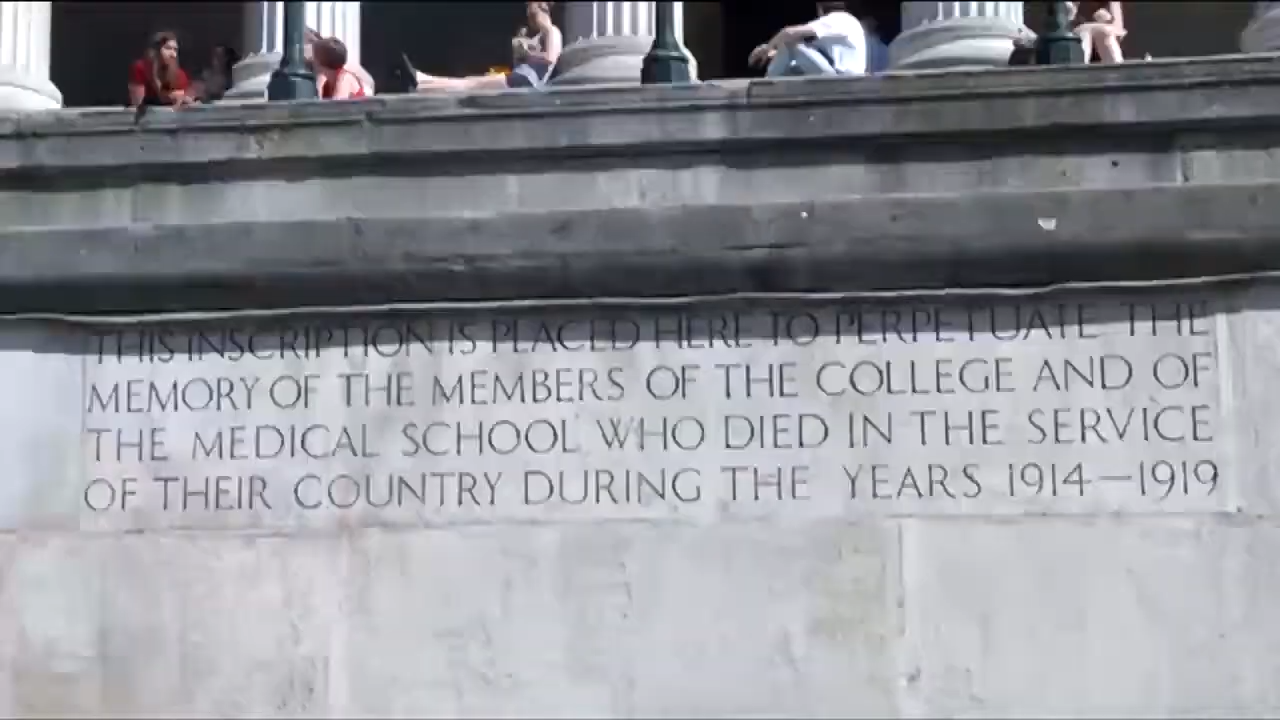 THIS INSCRIPTION IS PLACED HERE TO PERPETUATE THE
MEMORY OF THE MEMBERS OF THE COLLEGE AND OF
THE MEDICAL SCHOOL WHO DIED IN THE SERVICE
OF THEIR COUNTRY DURING THE YEARS 1914—1919